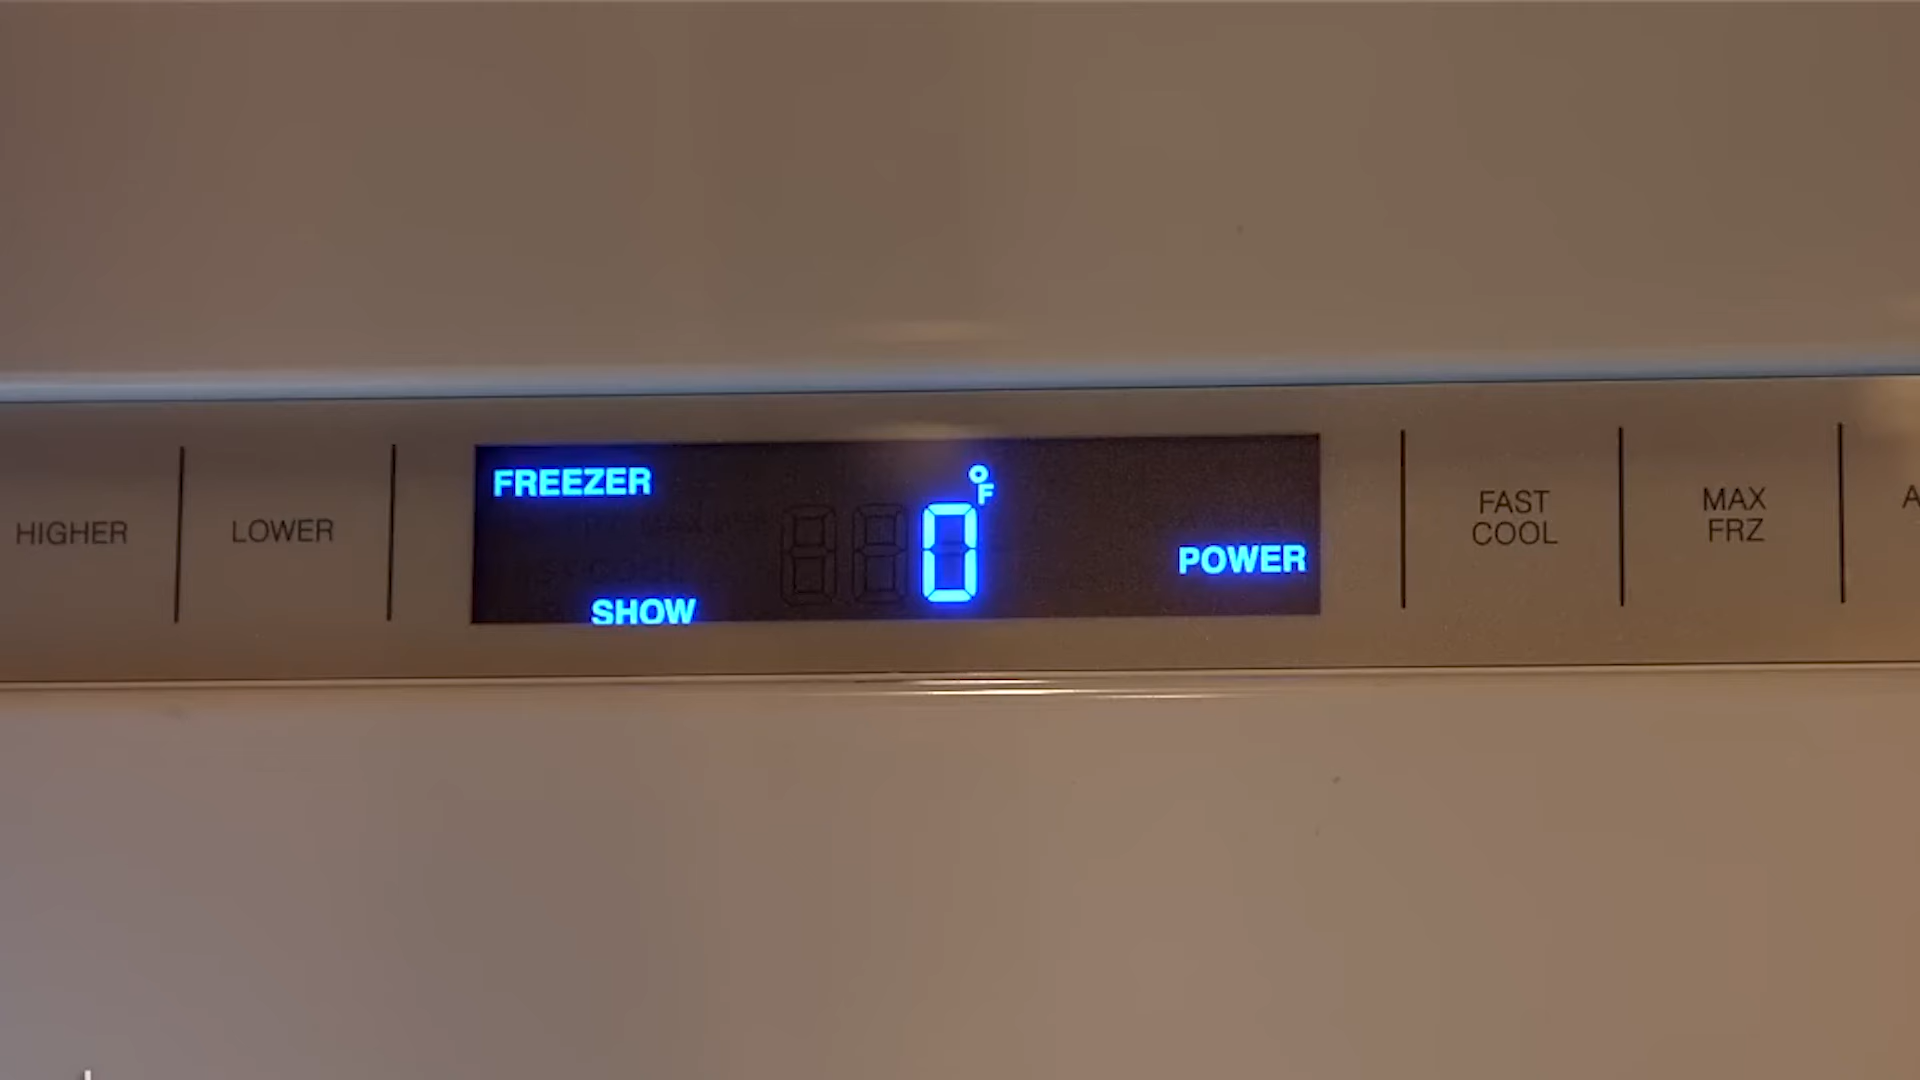 HIGHER
LOWER
FREEZER
0°F
SHOW
POWER
FAST
COOL
MAX
FRZ
A